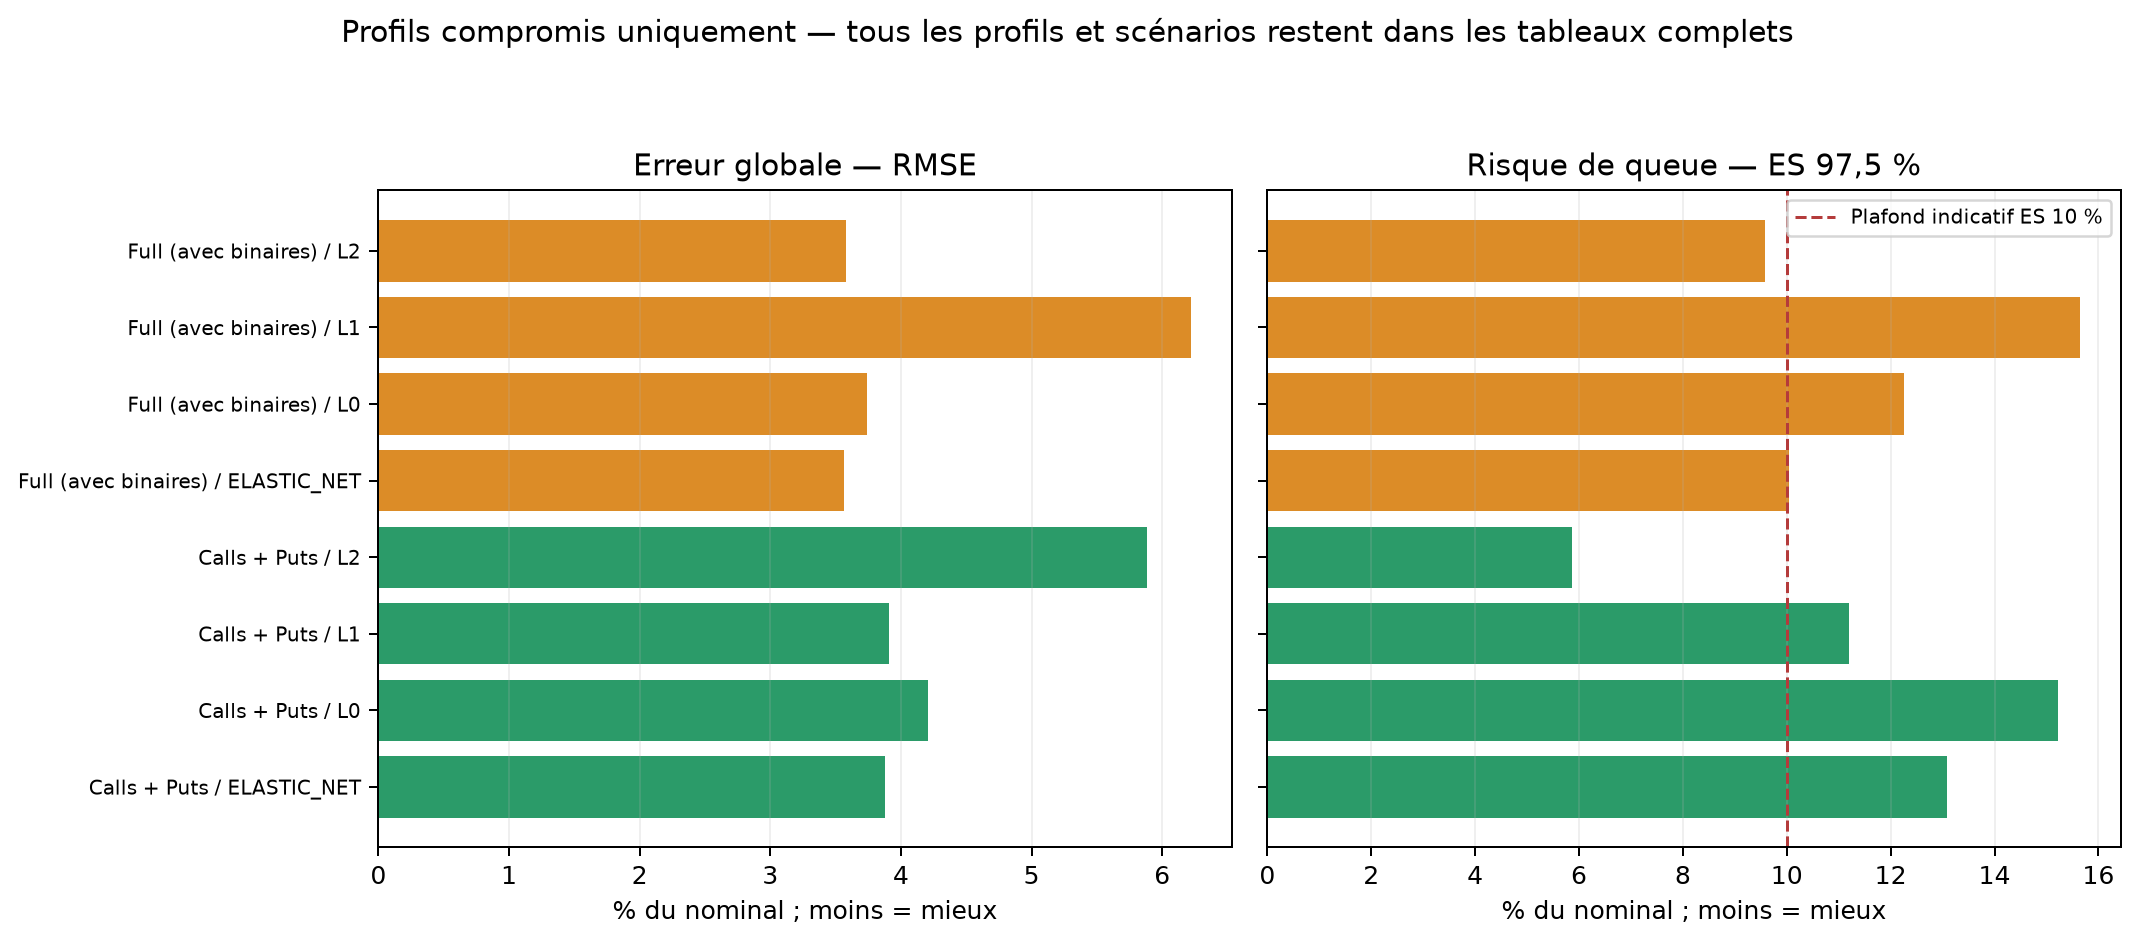 Profils compromis uniquement — tous les profils et scénarios restent dans les tableaux complets
Erreur globale — RMSE
Full (avec binaires) / L2
Full (avec binaires) / L1
Full (avec binaires) / L0
Full (avec binaires) / ELASTIC_NET
Calls + Puts / L2
Calls + Puts / L1
Calls + Puts / L0
Calls + Puts / ELASTIC_NET
0 1 2 3 4 5 6
% du nominal ; moins = mieux
Risque de queue — ES 97,5 %
Plafond indicatif ES 10 %
0 2 4 6 8 10 12 14 16
% du nominal ; moins = mieux